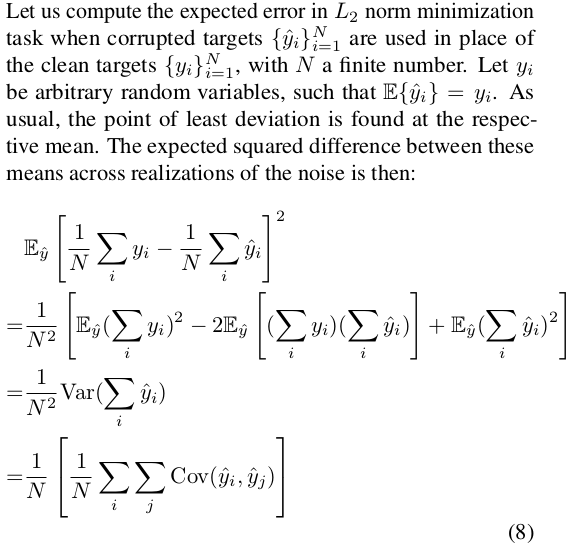 Let us compute the expected error in $L_2$ norm minimization
task when corrupted targets $\{\hat{y}_i\}_{i=1}^N$ are used in place of
the clean targets $\{y_i\}_{i=1}^N$, with $N$ a finite number. Let $y_i$
be arbitrary random variables, such that $\mathbb{E}\{\hat{y}_i\} = y_i$. As
usual, the point of least deviation is found at the respec-
tive mean. The expected squared difference between these
means across realizations of the noise is then:
$\mathbb{E}_{\hat{y}} \left[ \frac{1}{N} \sum_i y_i - \frac{1}{N} \sum_i \hat{y}_i \right]^2$
$= \frac{1}{N^2} \left[ \mathbb{E}_{\hat{y}} (\sum_i y_i)^2 - 2\mathbb{E}_{\hat{y}} \left[ (\sum_i y_i)(\sum_i \hat{y}_i) \right] + \mathbb{E}_{\hat{y}} (\sum_i \hat{y}_i)^2 \right]$
$= \frac{1}{N^2} \mathrm{Var}(\sum_i \hat{y}_i)$
$= \frac{1}{N} \left[ \frac{1}{N} \sum_i \sum_j \mathrm{Cov}(\hat{y}_i, \hat{y}_j) \right]$
(8)